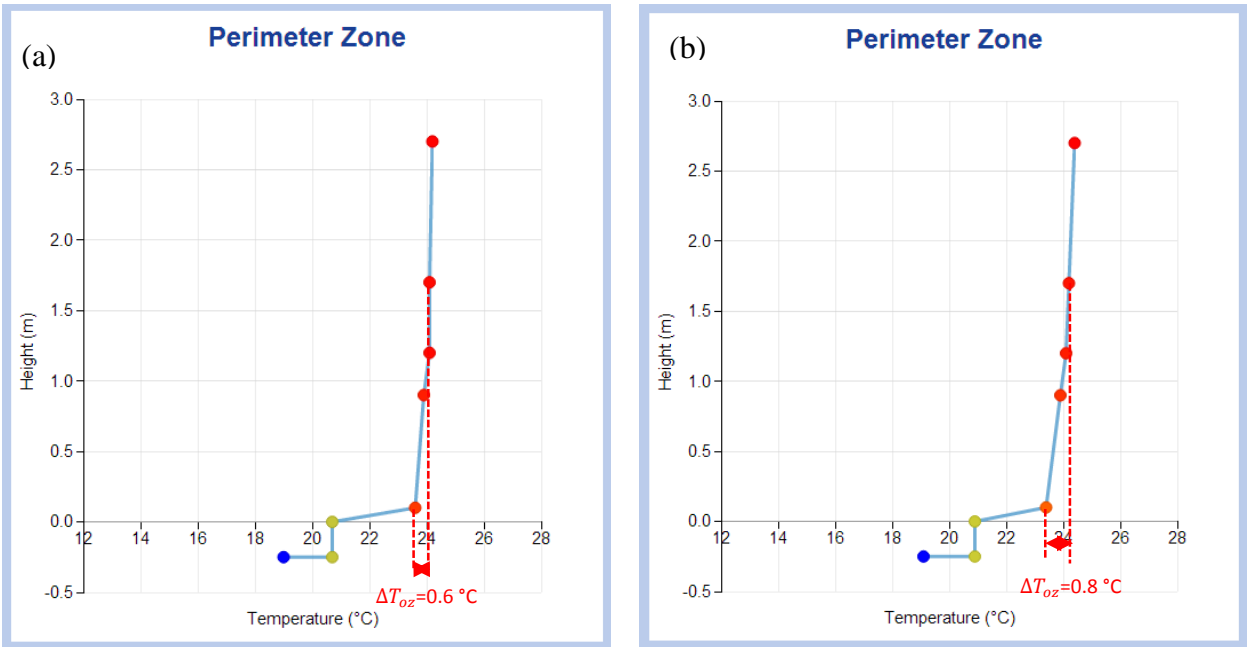 (a)
Perimeter Zone
3.0
2.5
2.0
1.5
1.0
0.5
0.0
-0.5
Height (m)
12 14 16 18 20 22 24 26 28
ΔT_oz=0.6 °C
Temperature (°C)
(b)
Perimeter Zone
3.0
2.5
2.0
1.5
1.0
0.5
0.0
-0.5
Height (m)
12 14 16 18 20 22 24 26 28
ΔT_oz=0.8 °C
Temperature (°C)